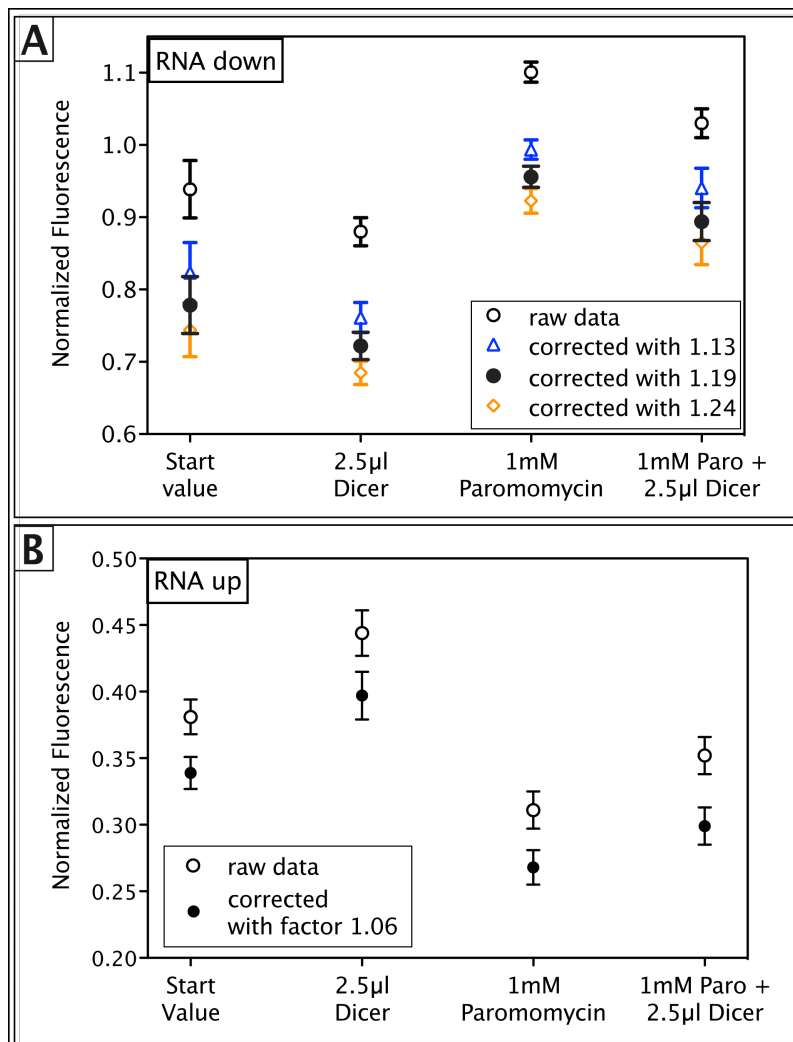 A
RNA down
Normalized Fluorescence
1.1
1.0
0.9
0.8
0.7
0.6
raw data
corrected with 1.13
corrected with 1.19
corrected with 1.24
Start
value
2.5µl
Dicer
1mM
Paromomycin
1mM Paro +
2.5µl Dicer
B
RNA up
Normalized Fluorescence
0.50
0.45
0.40
0.35
0.30
0.25
0.20
raw data
corrected
with factor 1.06
Start
Value
2.5µl
Dicer
1mM
Paromomycin
1mM Paro +
2.5µl Dicer